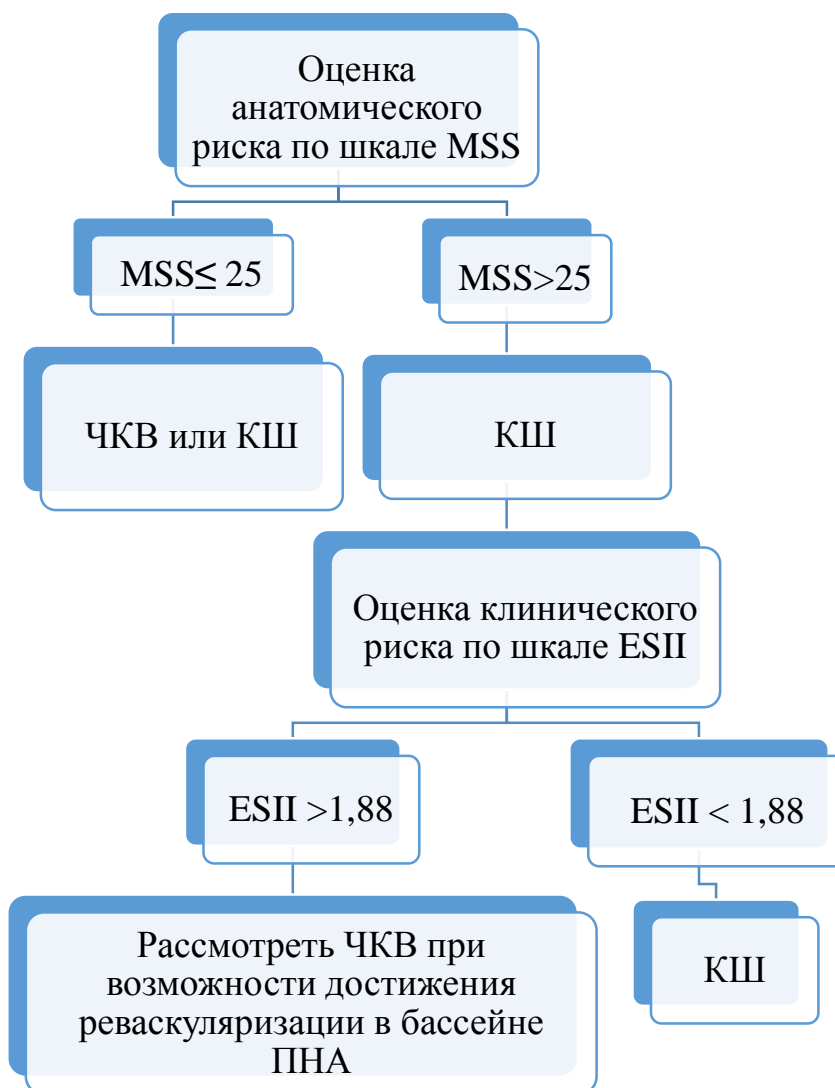 Оценка
анатомического
риска по шкале MSS
MSS≤ 25
MSS>25
ЧКВ или КШ
КШ
Оценка клинического
риска по шкале ESII
ESII >1,88
ESII < 1,88
Рассмотреть ЧКВ при
возможности достижения
реваскуляризации в бассейне
ПНА
КШ